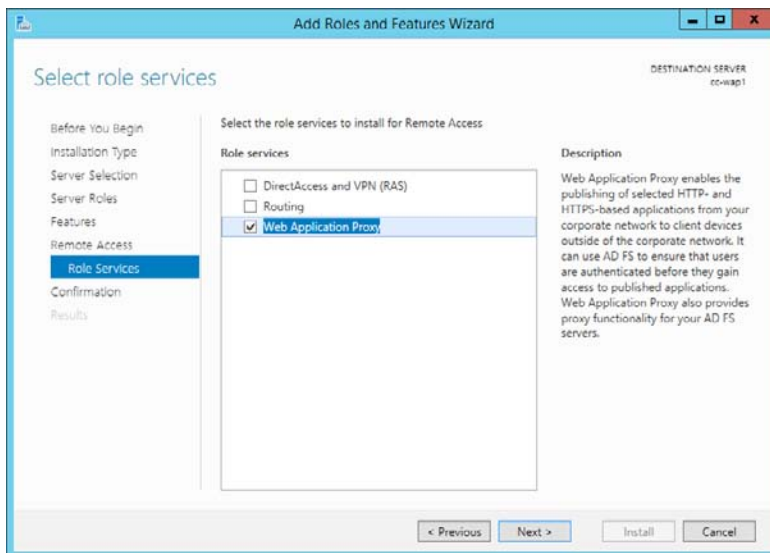 Add Roles and Features Wizard
Select role services
DESTINATION SERVER
cc-wap1
Before You Begin
Installation Type
Server Selection
Server Roles
Features
Remote Access
Role Services
Confirmation
Results
Select the role services to install for Remote Access
Role services
DirectAccess and VPN (RAS)
Routing
Web Application Proxy
Description
Web Application Proxy enables the
publishing of selected HTTP- and
HTTPS-based applications from your
corporate network to client devices
outside of the corporate network. It
can use AD FS to ensure that users
are authenticated before they gain
access to published applications.
Web Application Proxy also provides
proxy functionality for your AD FS
servers.
< Previous
Next >
Install
Cancel